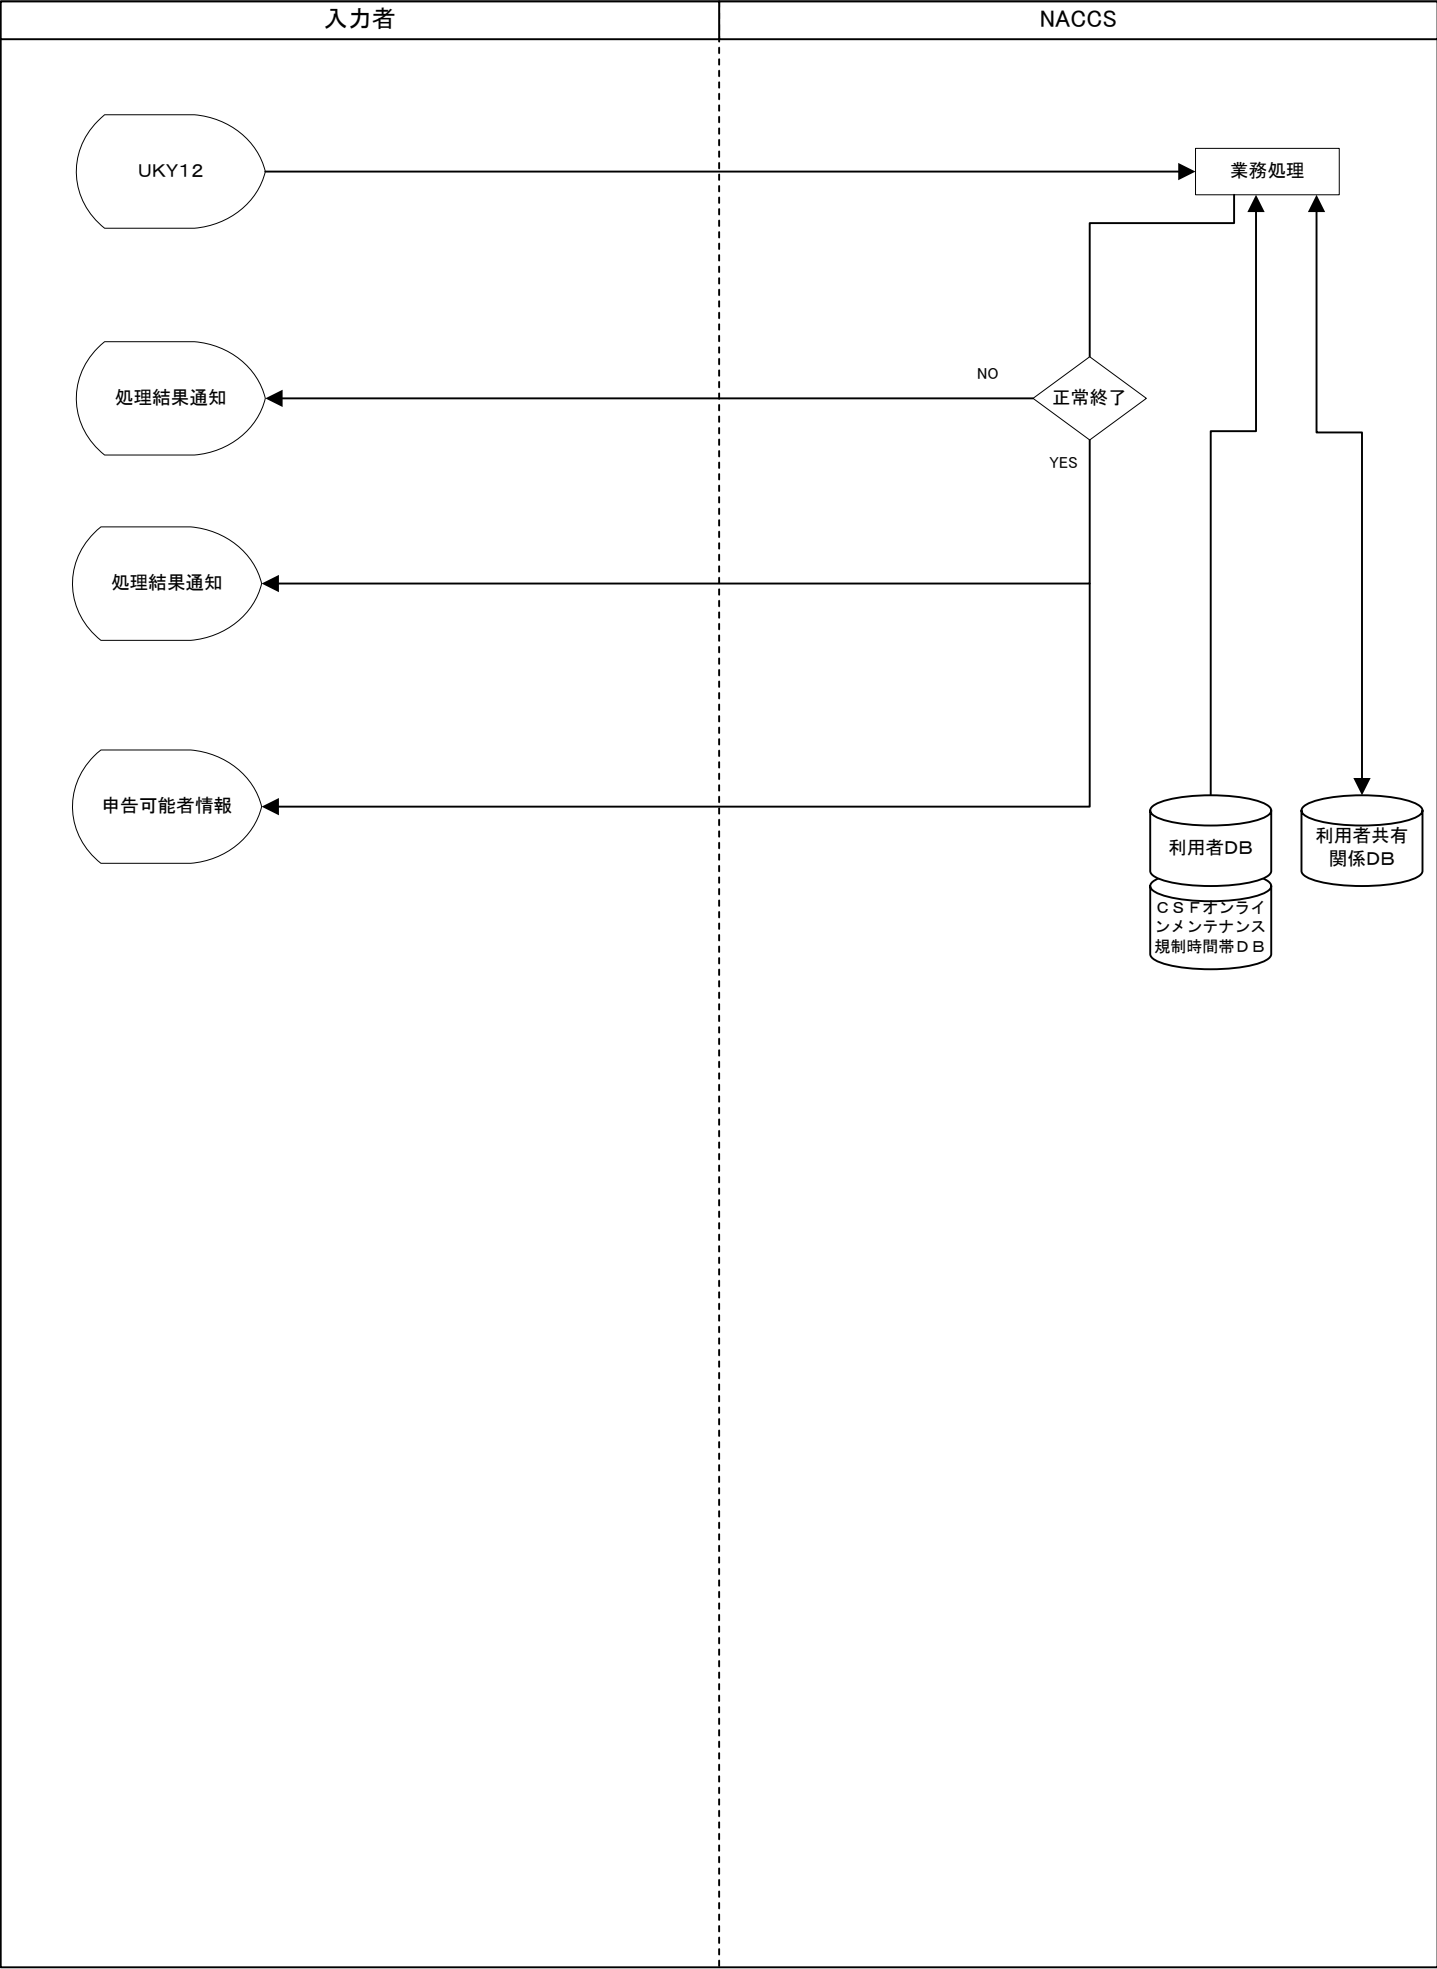 入力者
NACCS
UKY12
業務処理
NO
処理結果通知
正常終了
YES
処理結果通知
申告可能者情報
利用者DB
利用者共有
関係DB
ＣＳＦオンライ
ンメンテナンス
規制時間帯ＤＢ